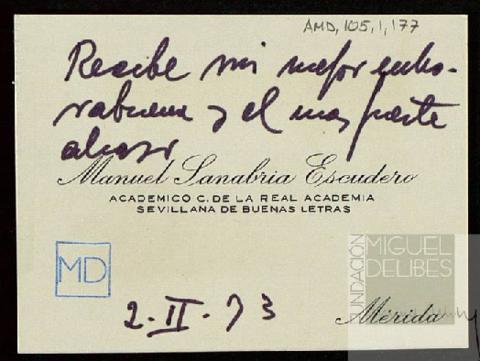 AMD, 105, 1, 177
Recibe mi mejor enho-
rabuena y el mas fuerte
abrazo
Manuel Sanabria Escudero
ACADEMICO C. DE LA REAL ACADEMIA
SEVILLANA DE BUENAS LETRAS
MD
2-II-73
Mérida
FUNDACIÓN
MIGUEL
DELIBES